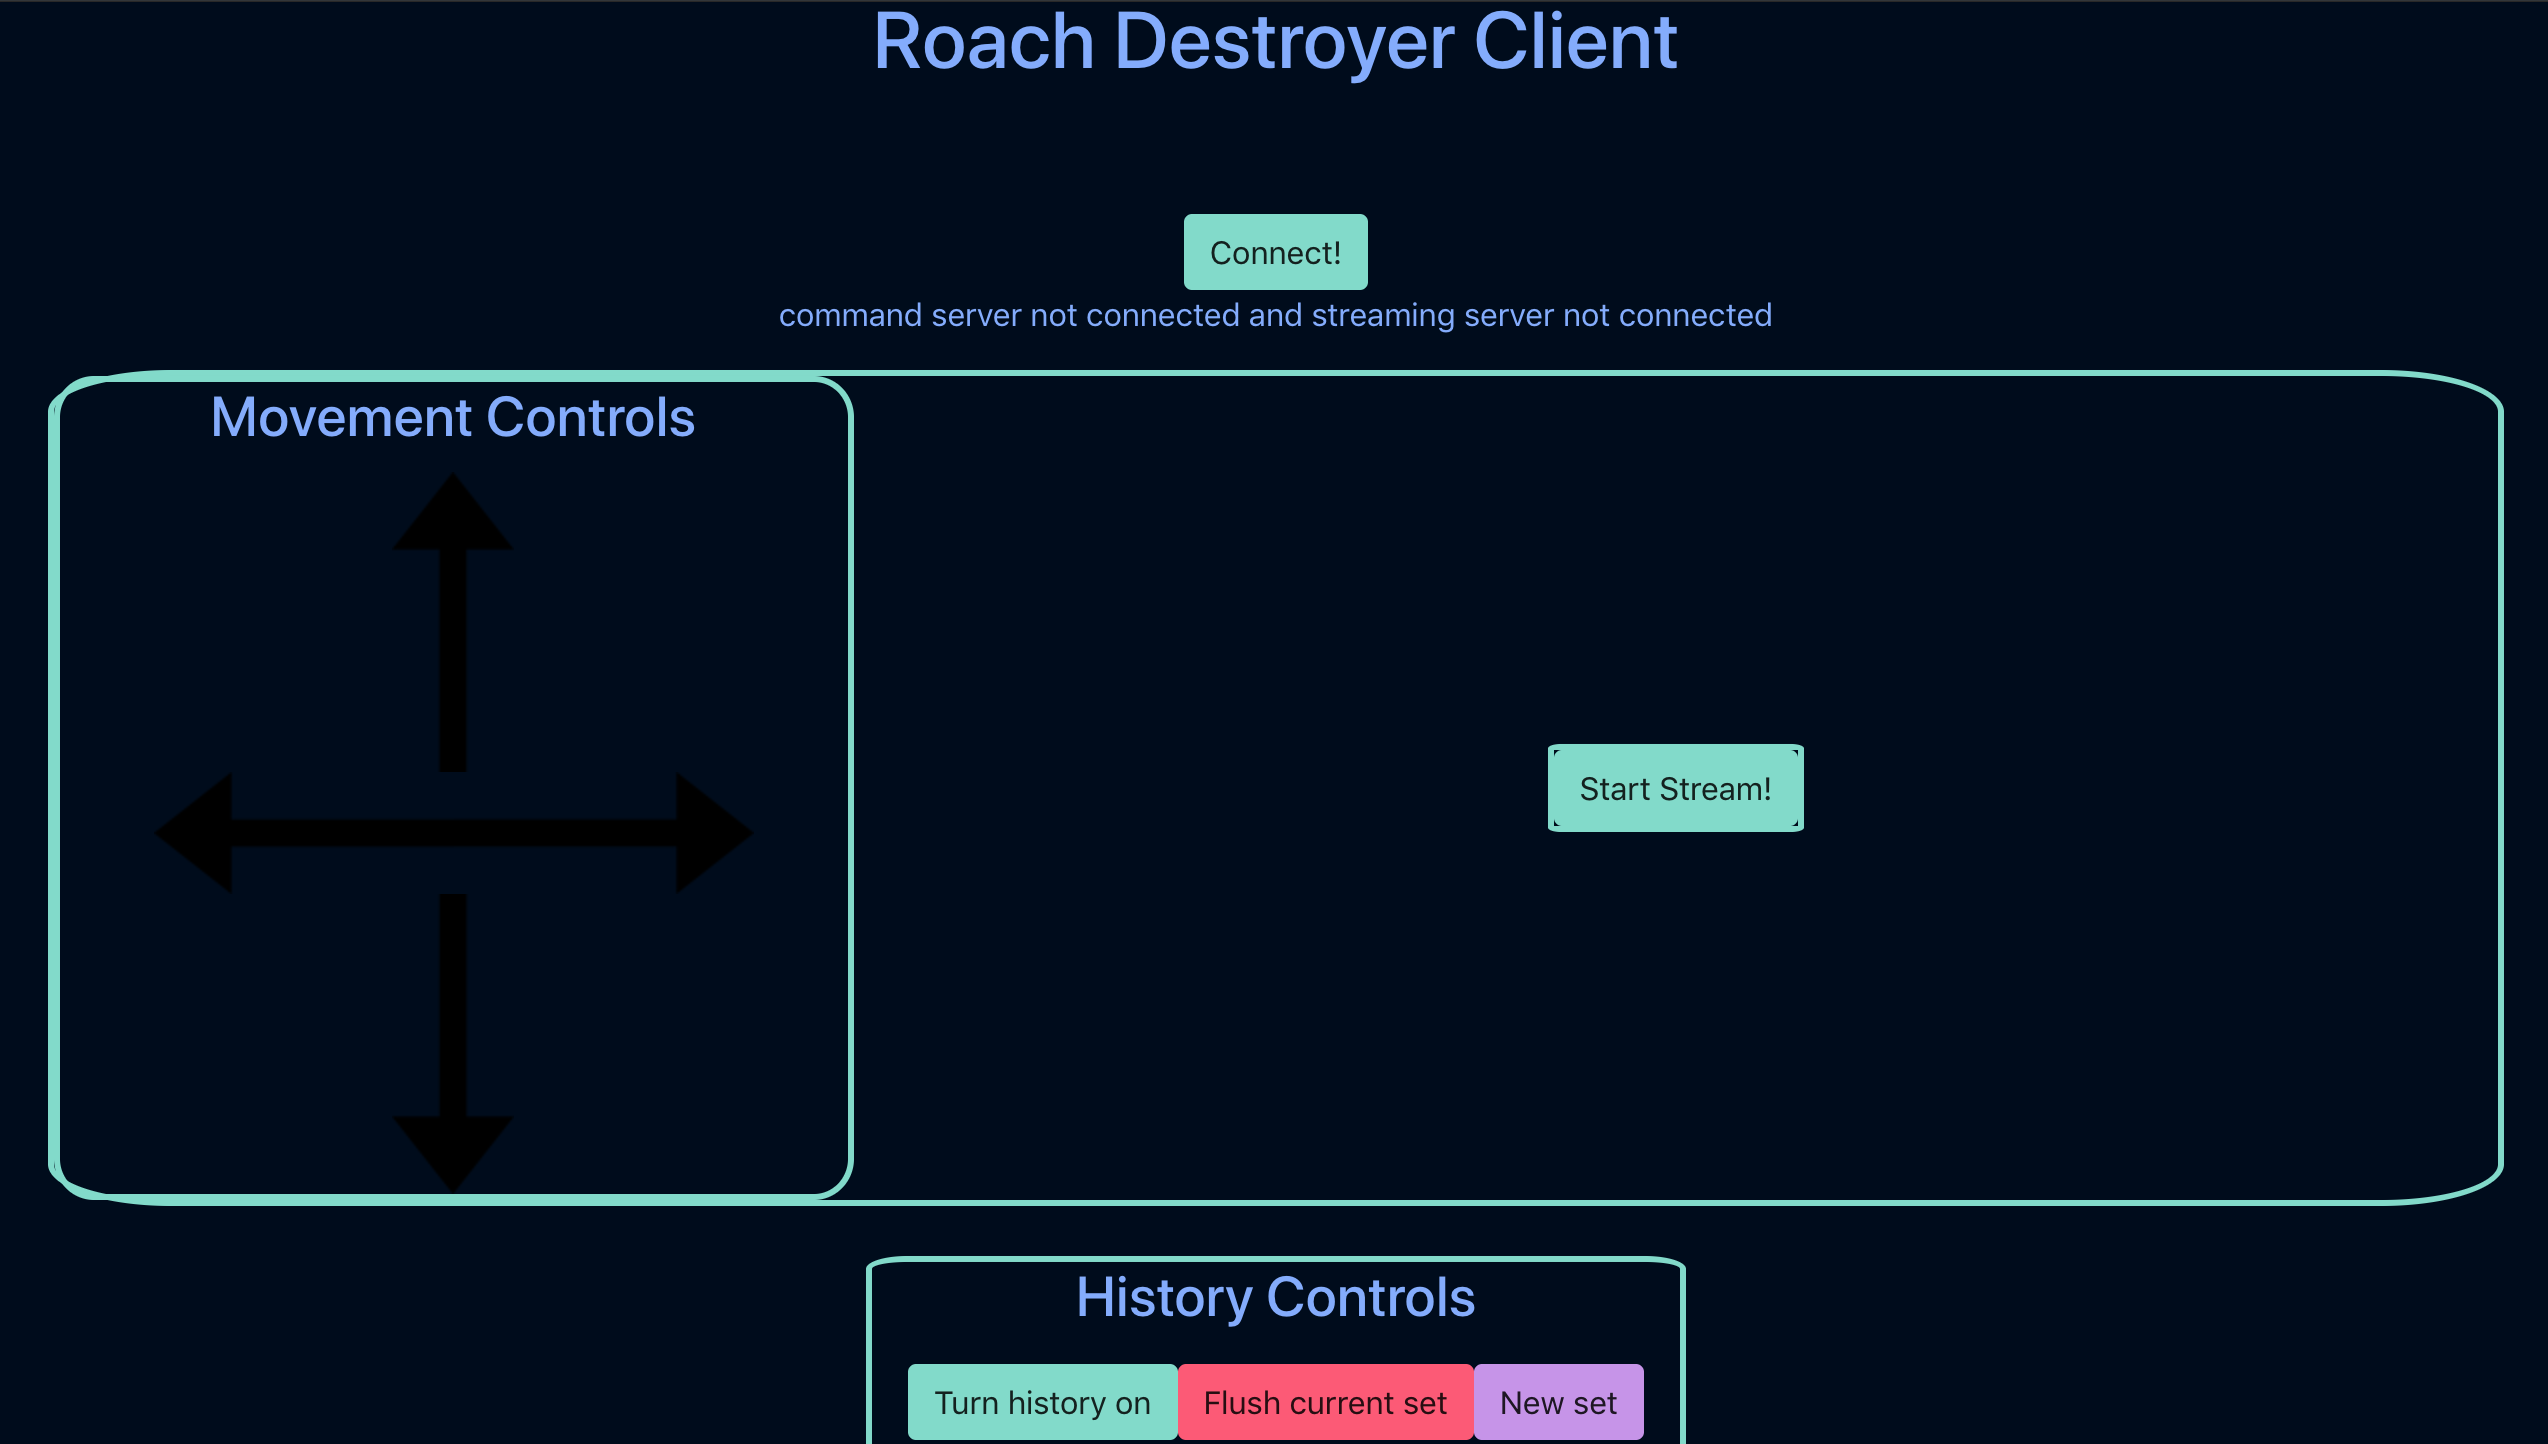 Roach Destroyer Client
Connect!
command server not connected and streaming server not connected
Movement Controls
Start Stream!
History Controls
Turn history on
Flush current set
New set